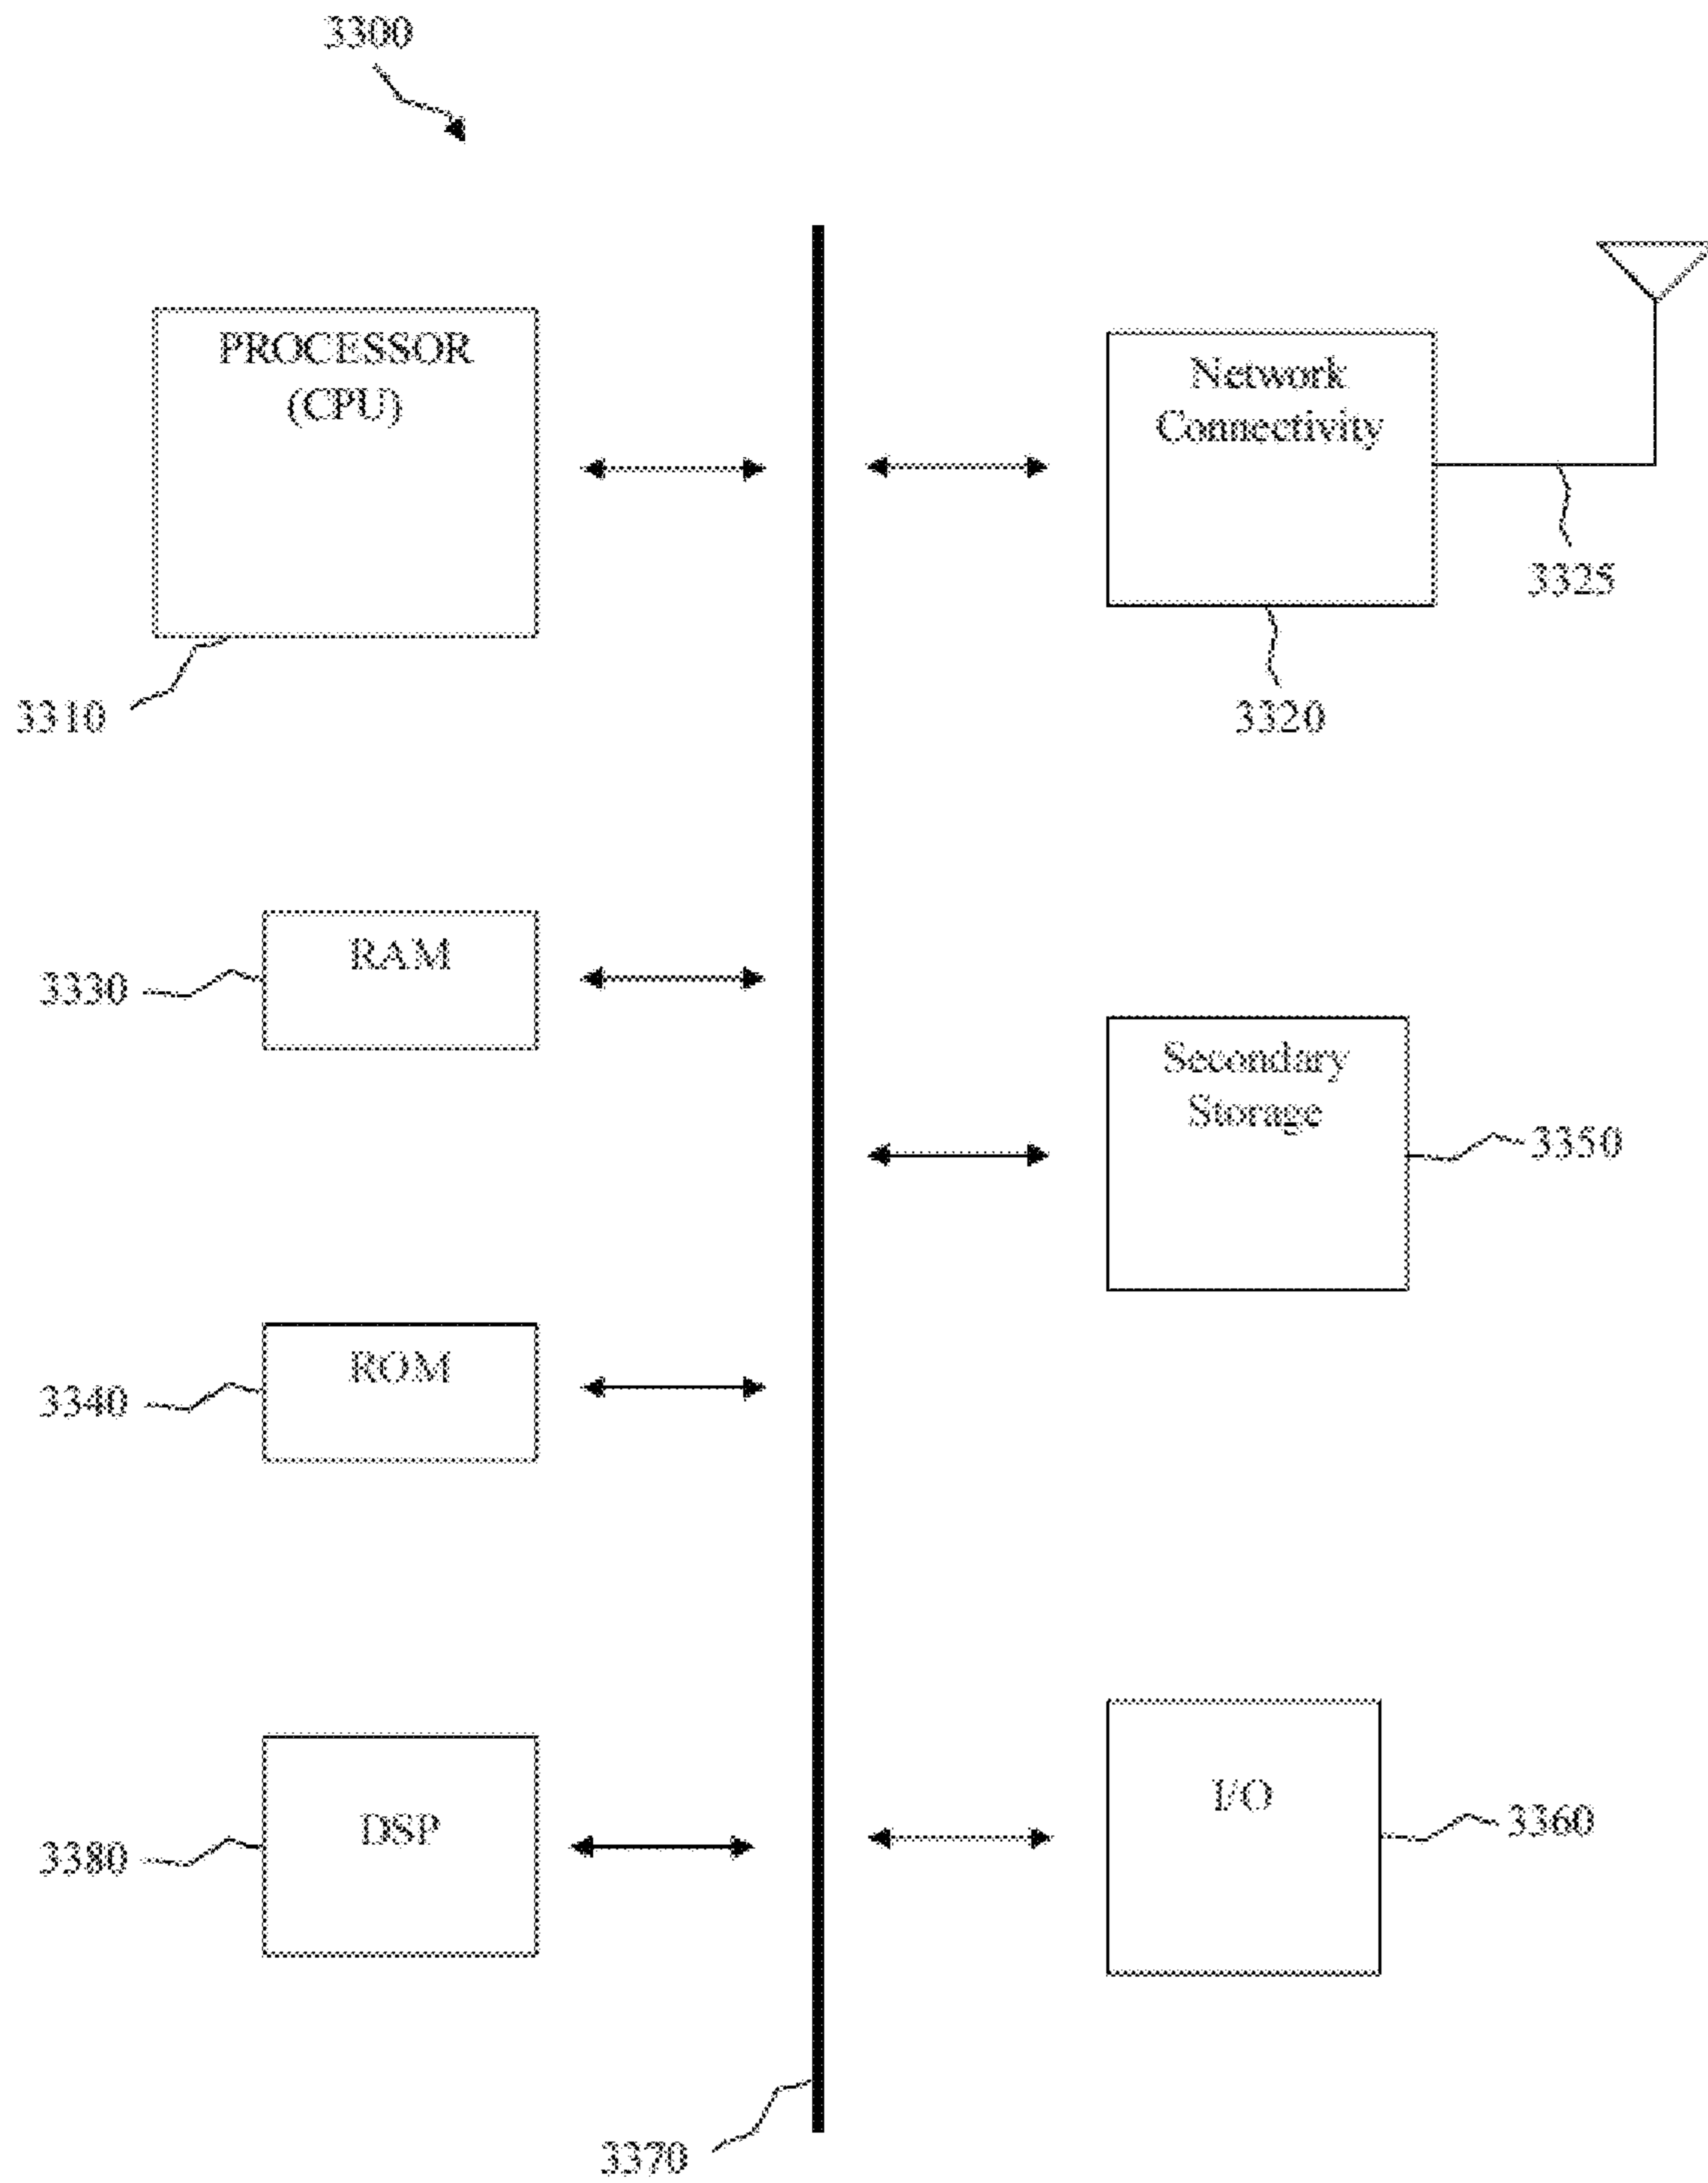 3300
PROCESSOR
(CPU)
3310
Network
Connectivity
3325
3320
RAM
3330
Secondary
Storage
3350
ROM
3340
DSP
3380
I/O
3360
3370